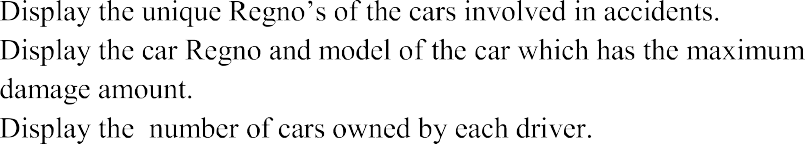 Display the unique Regno’s of the cars involved in accidents.
Display the car Regno and model of the car which has the maximum
damage amount.
Display the  number of cars owned by each driver.